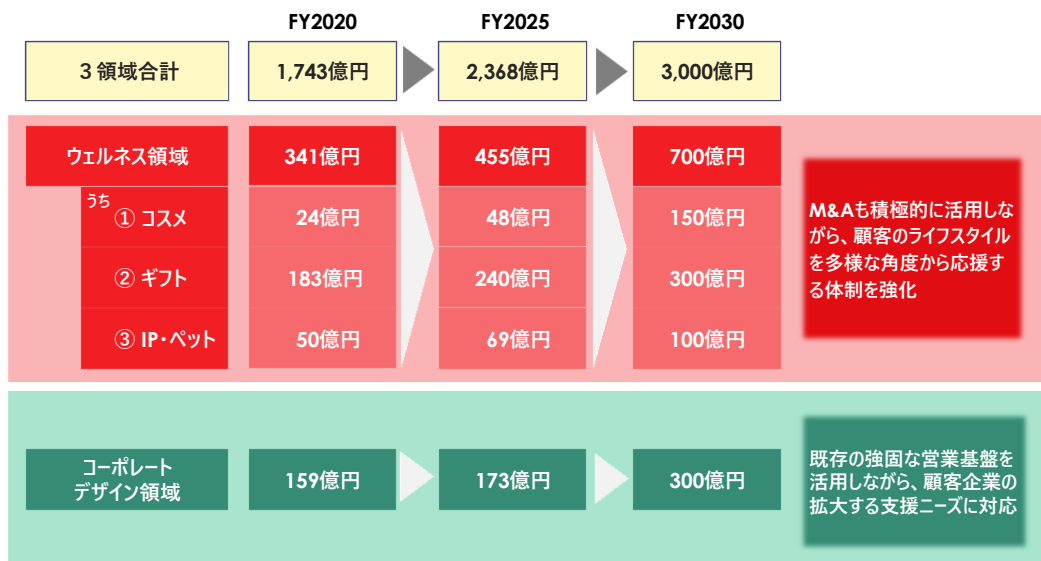 FY2020 FY2025 FY2030
3領域合計 1,743億円 2,368億円 3,000億円
ウェルネス領域 341億円 455億円 700億円
うち
① コスメ 24億円 48億円 150億円
② ギフト 183億円 240億円 300億円
③ IP・ペット 50億円 69億円 100億円
M&Aも積極的に活用しな
がら、顧客のライフスタイル
を多様な角度から応援す
る体制を強化
コーポレート
デザイン領域
159億円 173億円 300億円
既存の強固な営業基盤を
活用しながら、顧客企業の
拡大する支援ニーズに対応